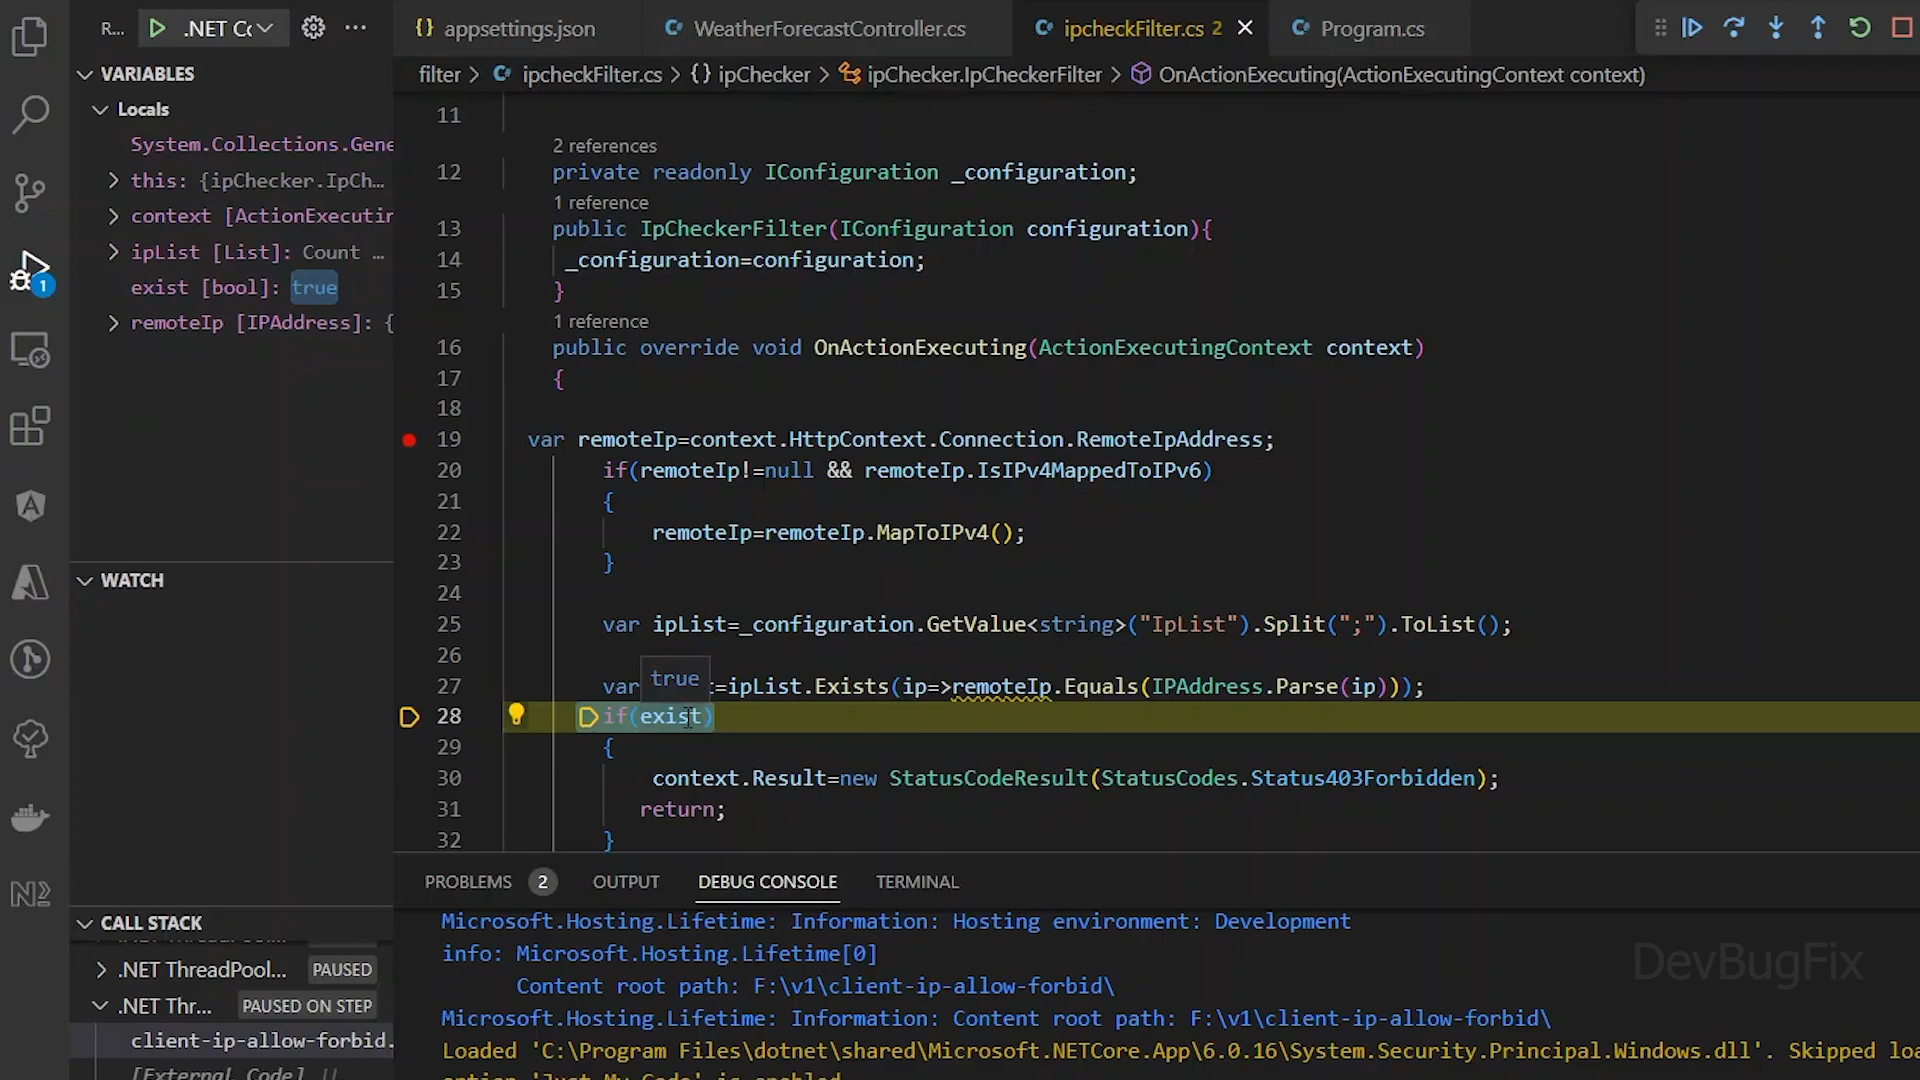 R... .NET Cc
VARIABLES
Locals
System.Collections.Gene
this: {ipChecker.IpCh...
context [ActionExecutin
ipList [List]: Count ...
exist [bool]: true
remoteIp [IPAddress]: {
WATCH
CALL STACK
.NET ThreadPool... PAUSED
.NET Thr... PAUSED ON STEP
client-ip-allow-forbid.
[External Code]
1
{} appsettings.json
WeatherForecastController.cs
ipcheckFilter.cs 2
Program.cs
filter > ipcheckFilter.cs > {} ipChecker > ipChecker.IpCheckerFilter > OnActionExecuting(ActionExecutingContext context)
11
2 references
12 private readonly IConfiguration _configuration;
1 reference
13 public IpCheckerFilter(IConfiguration configuration){
14 _configuration=configuration;
15 }
1 reference
16 public override void OnActionExecuting(ActionExecutingContext context)
17 {
18
19 var remoteIp=context.HttpContext.Connection.RemoteIpAddress;
20 if(remoteIp!=null && remoteIp.IsIPv4MappedToIPv6)
21 {
22 remoteIp=remoteIp.MapToIPv4();
23 }
24
25 var ipList=_configuration.GetValue<string>("IpList").Split(";").ToList();
26
true
27 var t=ipList.Exists(ip=>remoteIp.Equals(IPAddress.Parse(ip)));
28 if(exist)
29 {
30 context.Result=new StatusCodeResult(StatusCodes.Status403Forbidden);
31 return;
32 }
PROBLEMS 2 OUTPUT DEBUG CONSOLE TERMINAL
Microsoft.Hosting.Lifetime: Information: Hosting environment: Development
info: Microsoft.Hosting.Lifetime[0]
Content root path: F:\v1\client-ip-allow-forbid\
Microsoft.Hosting.Lifetime: Information: Content root path: F:\v1\client-ip-allow-forbid\
Loaded 'C:\Program Files\dotnet\shared\Microsoft.NETCore.App\6.0.16\System.Security.Principal.Windows.dll'. Skipped loa
option 'Just My Code' is enabled.
DevBugFix